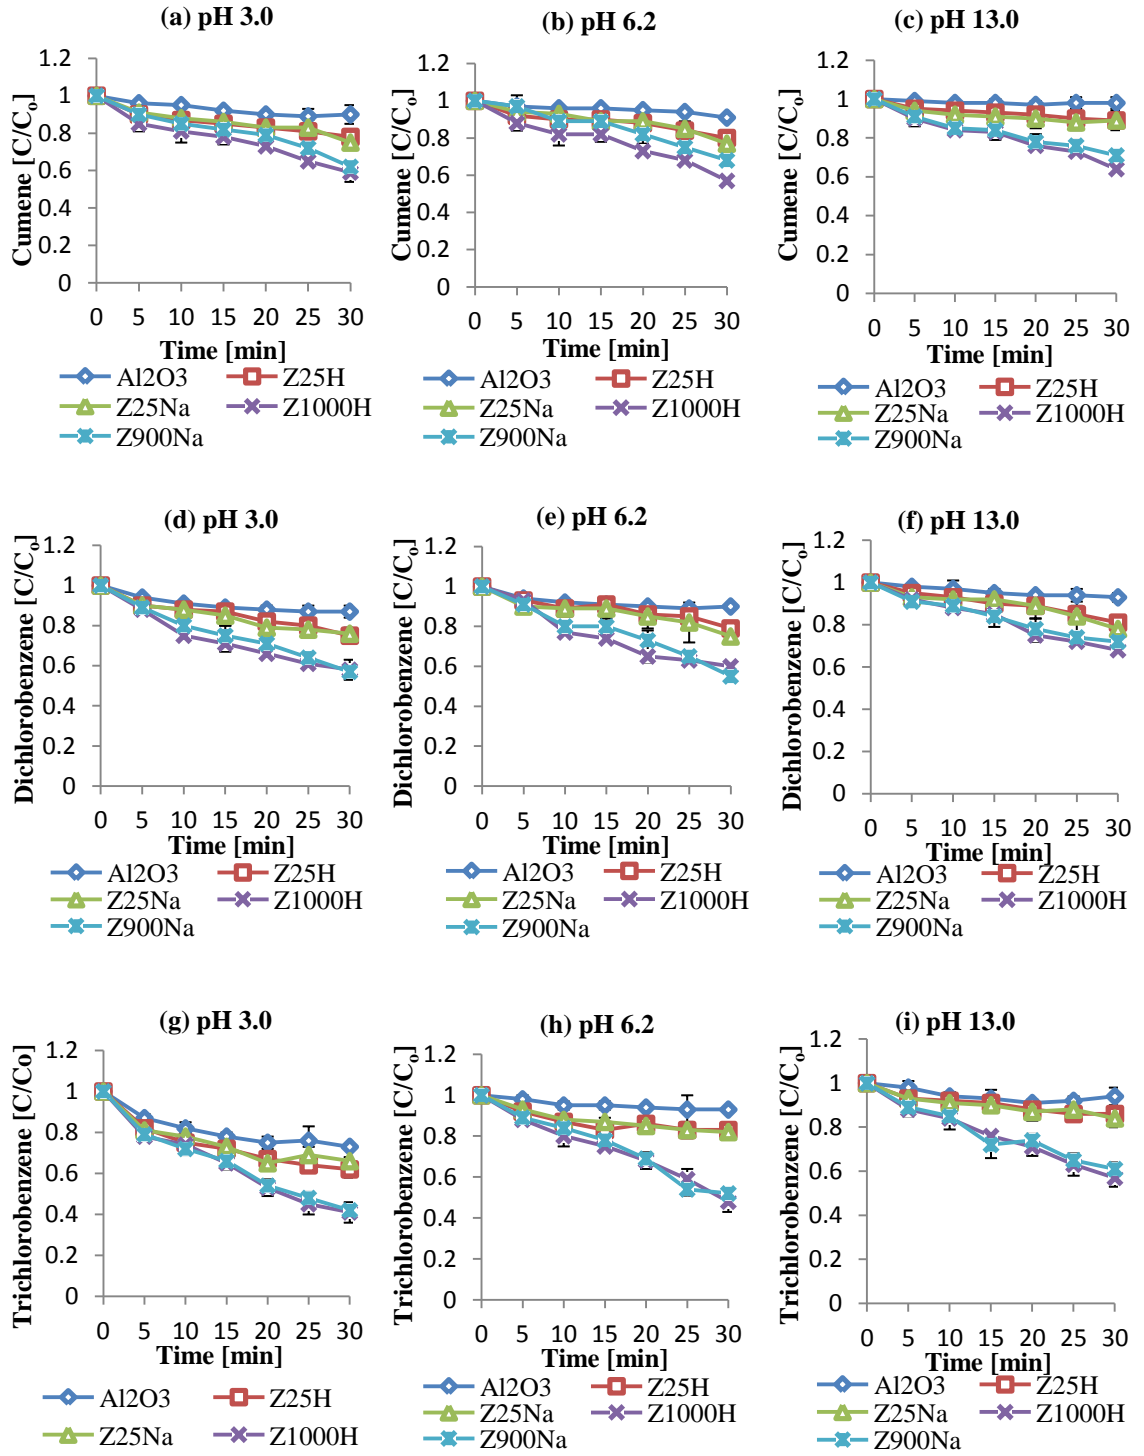 (a) pH 3.0
Cumene [C/Co]
1.2
1
0.8
0.6
0.4
0.2
0
0 5 10 15 20 25 30
Time [min]
Al2O3 Z25H
Z25Na Z1000H
Z900Na
(b) pH 6.2
Cumene [C/Co]
1.2
1
0.8
0.6
0.4
0.2
0
0 5 10 15 20 25 30
Time [min]
Al2O3 Z25H
Z25Na Z1000H
Z900Na
(c) pH 13.0
Cumene [C/Co]
1.2
1
0.8
0.6
0.4
0.2
0
0 5 10 15 20 25 30
Time [min]
Al2O3 Z25H
Z25Na Z1000H
Z900Na
(d) pH 3.0
Dichlorobenzene [C/Co]
1.2
1
0.8
0.6
0.4
0.2
0
0 5 10 15 20 25 30
Time [min]
Al2O3 Z25H
Z25Na Z1000H
Z900Na
(e) pH 6.2
Dichlorobenzene [C/Co]
1.2
1
0.8
0.6
0.4
0.2
0
0 5 10 15 20 25 30
Time [min]
Al2O3 Z25H
Z25Na Z1000H
Z900Na
(f) pH 13.0
Dichlorobenzene [C/Co]
1.2
1
0.8
0.6
0.4
0.2
0
0 5 10 15 20 25 30
Time [min]
Al2O3 Z25H
Z25Na Z1000H
Z900Na
(g) pH 3.0
Trichlorobenzene [C/Co]
1.2
1
0.8
0.6
0.4
0.2
0
0 5 10 15 20 25 30
Time [min]
Al2O3 Z25H
Z25Na Z1000H
(h) pH 6.2
Trichlorobenzene [C/Co]
1.2
1
0.8
0.6
0.4
0.2
0
0 5 10 15 20 25 30
Time [min]
Al2O3 Z25H
Z25Na Z1000H
Z900Na
(i) pH 13.0
Trichlorobenzene [C/Co]
1.2
1
0.8
0.6
0.4
0.2
0
0 5 10 15 20 25 30
Time [min]
Al2O3 Z25H
Z25Na Z1000H
Z900Na